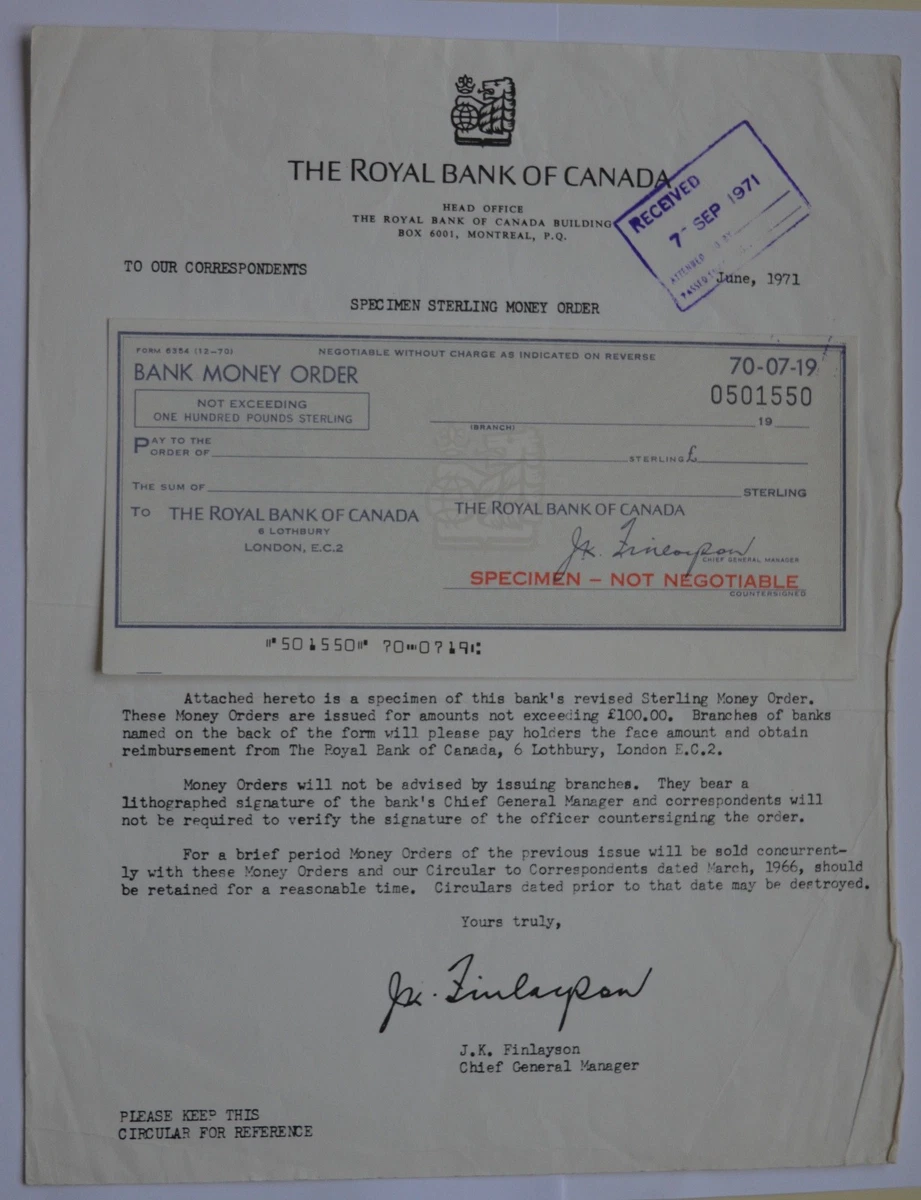 THE ROYAL BANK OF CANADA
HEAD OFFICE
THE ROYAL BANK OF CANADA BUILDING
BOX 6001, MONTREAL, P.Q.
RECEIVED
7 SEP 1971
TO OUR CORRESPONDENTS
June, 1971
SPECIMEN STERLING MONEY ORDER
FORM 6354 (12-70)
NEGOTIABLE WITHOUT CHARGE AS INDICATED ON REVERSE
70-07-19
BANK MONEY ORDER
0501550
NOT EXCEEDING
ONE HUNDRED POUNDS STERLING
(BRANCH) 19
PAY TO THE
ORDER OF STERLING £
THE SUM OF STERLING
TO THE ROYAL BANK OF CANADA
6 LOTHBURY
LONDON, E.C.2
THE ROYAL BANK OF CANADA
J.K. Finlayson
CHIEF GENERAL MANAGER
SPECIMEN – NOT NEGOTIABLE
COUNTERSIGNED
⑈501550⑈ 70⑉0719⑆
Attached hereto is a specimen of this bank's revised Sterling Money Order.
These Money Orders are issued for amounts not exceeding £100.00. Branches of banks
named on the back of the form will please pay holders the face amount and obtain
reimbursement from The Royal Bank of Canada, 6 Lothbury, London E.C.2.
Money Orders will not be advised by issuing branches. They bear a
lithographed signature of the bank's Chief General Manager and correspondents will
not be required to verify the signature of the officer countersigning the order.
For a brief period Money Orders of the previous issue will be sold concurrent-
ly with these Money Orders and our Circular to Correspondents dated March, 1966, should
be retained for a reasonable time. Circulars dated prior to that date may be destroyed.
Yours truly,
J.K. Finlayson
J.K. Finlayson
Chief General Manager
PLEASE KEEP THIS
CIRCULAR FOR REFERENCE